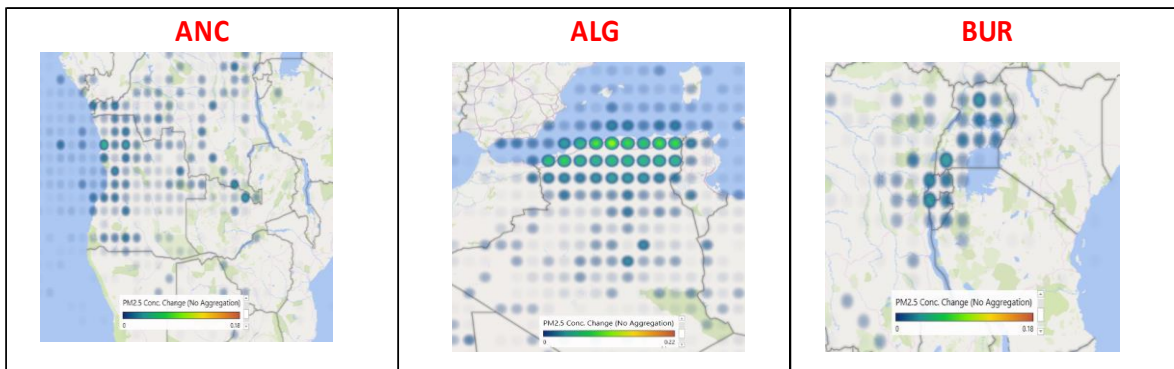 ANC
ALG
BUR
PM2.5 Conc. Change (No Aggregation)
0 0.18
PM2.5 Conc. Change (No Aggregation)
0 0.22
PM2.5 Conc. Change (No Aggregation)
0 0.18